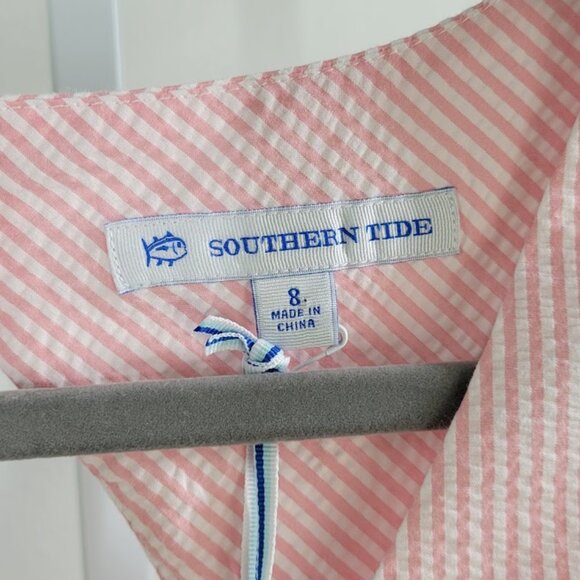 SOUTHERN TIDE
8.
MADE IN
CHINA